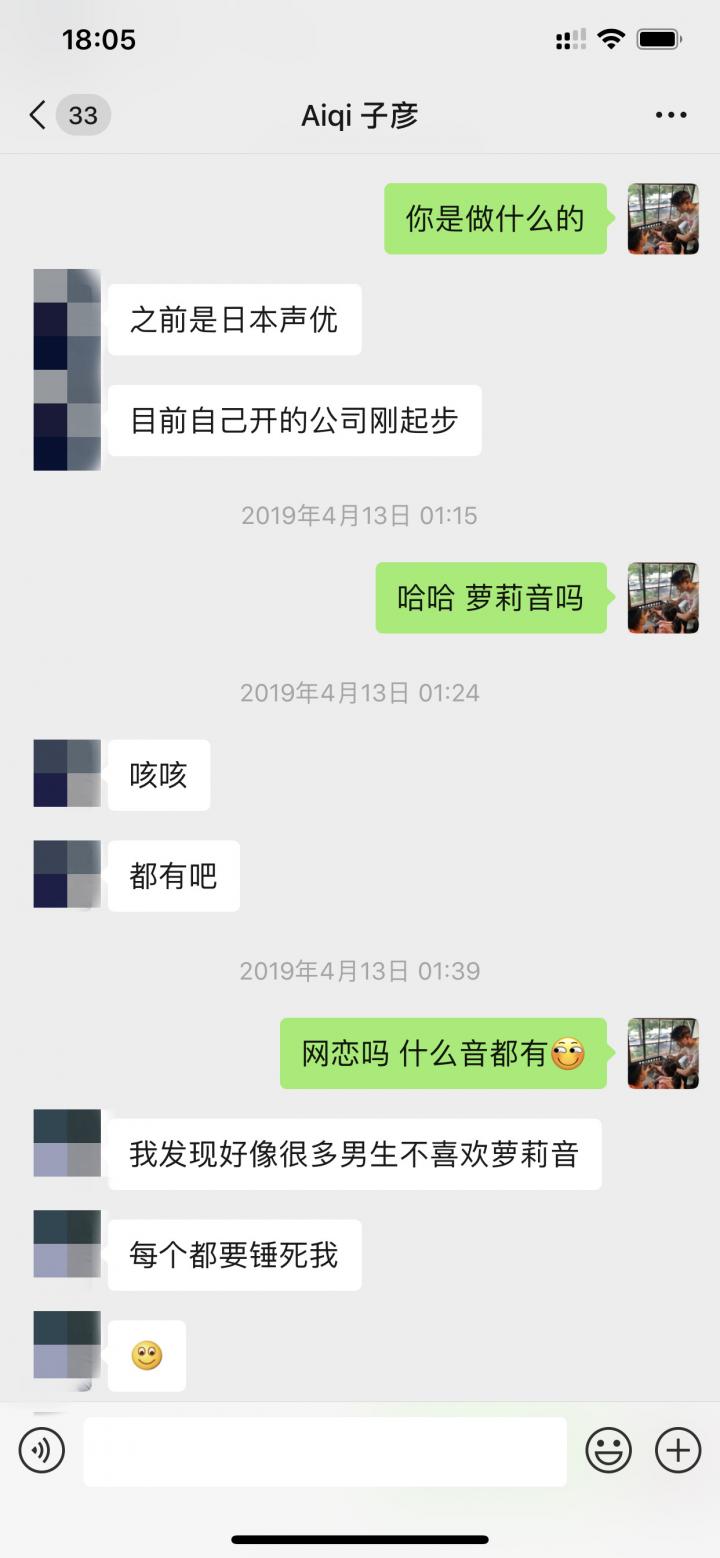 18:05
33
Aiqi 子彦
你是做什么的
之前是日本声优
目前自己开的公司刚起步
2019年4月13日 01:15
哈哈 萝莉音吗
2019年4月13日 01:24
咳咳
都有吧
2019年4月13日 01:39
网恋吗 什么音都有
我发现好像很多男生不喜欢萝莉音
每个都要锤死我